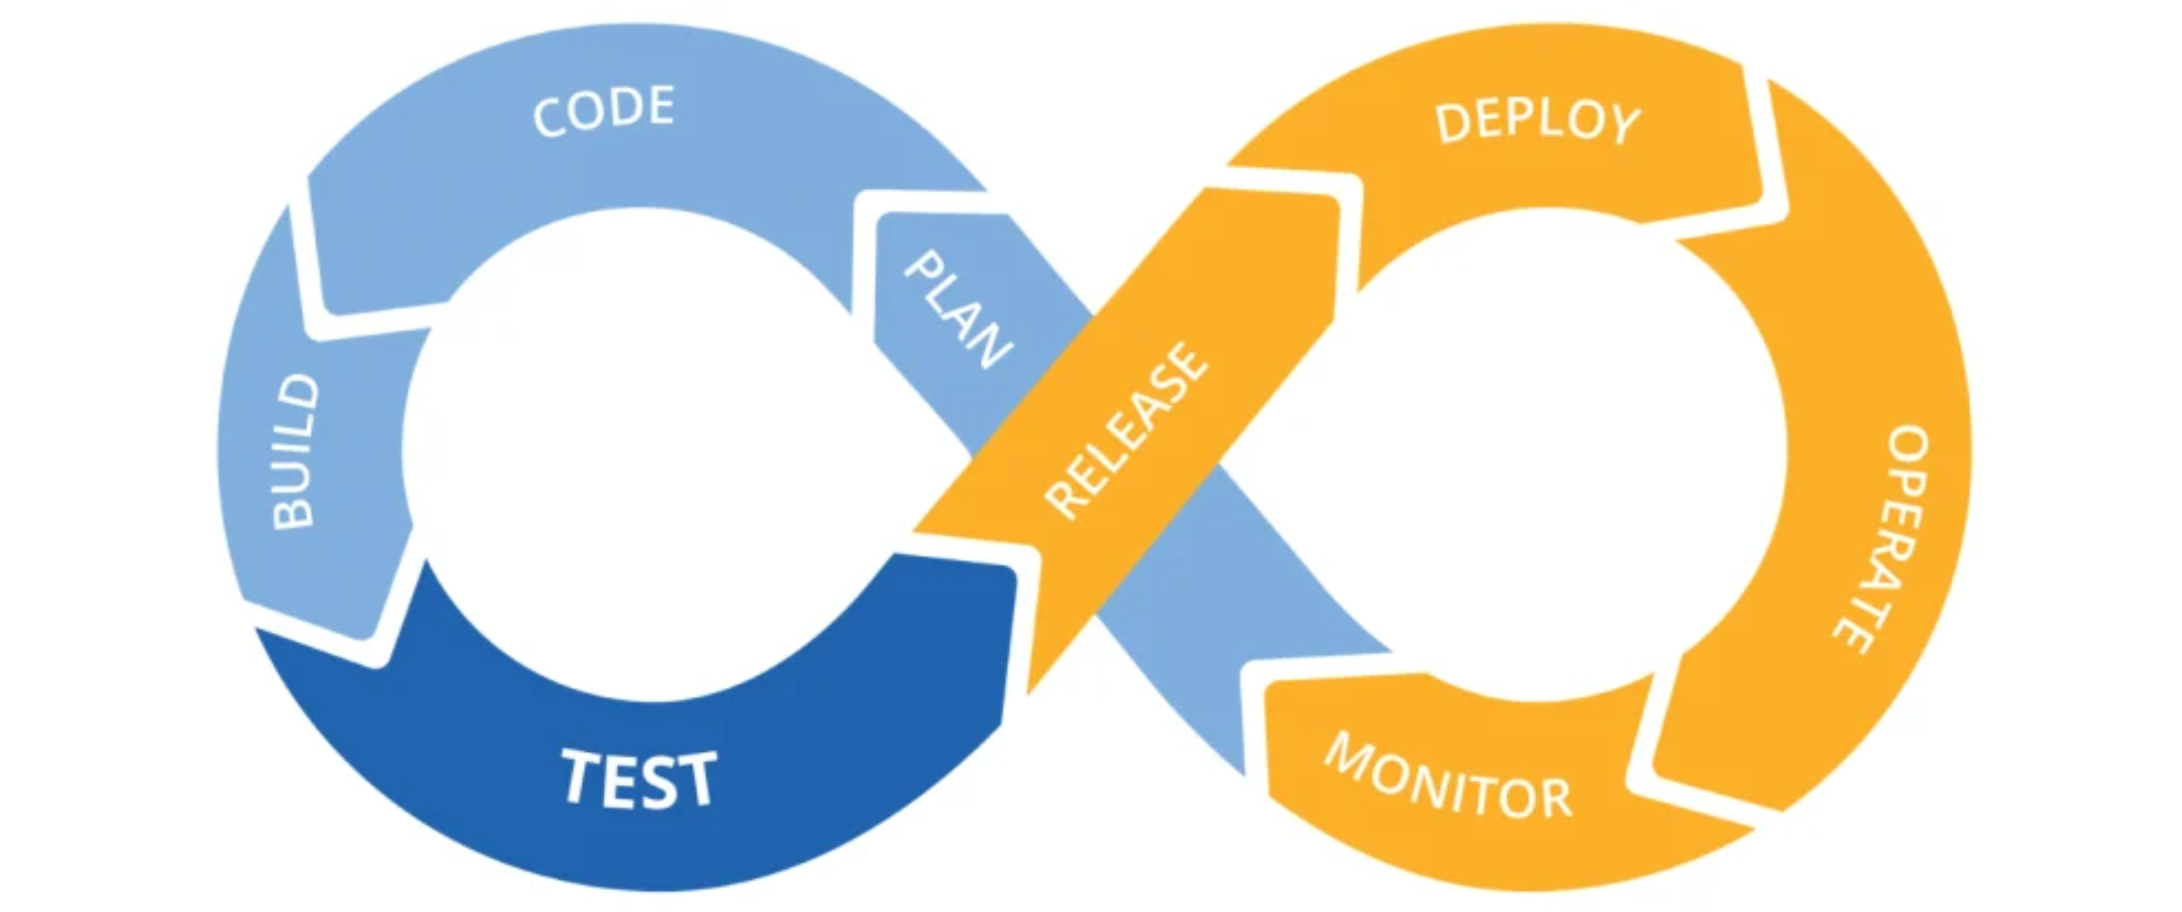 CODE
DEPLOY
PLAN
RELEASE
BUILD
OPERATE
TEST
MONITOR